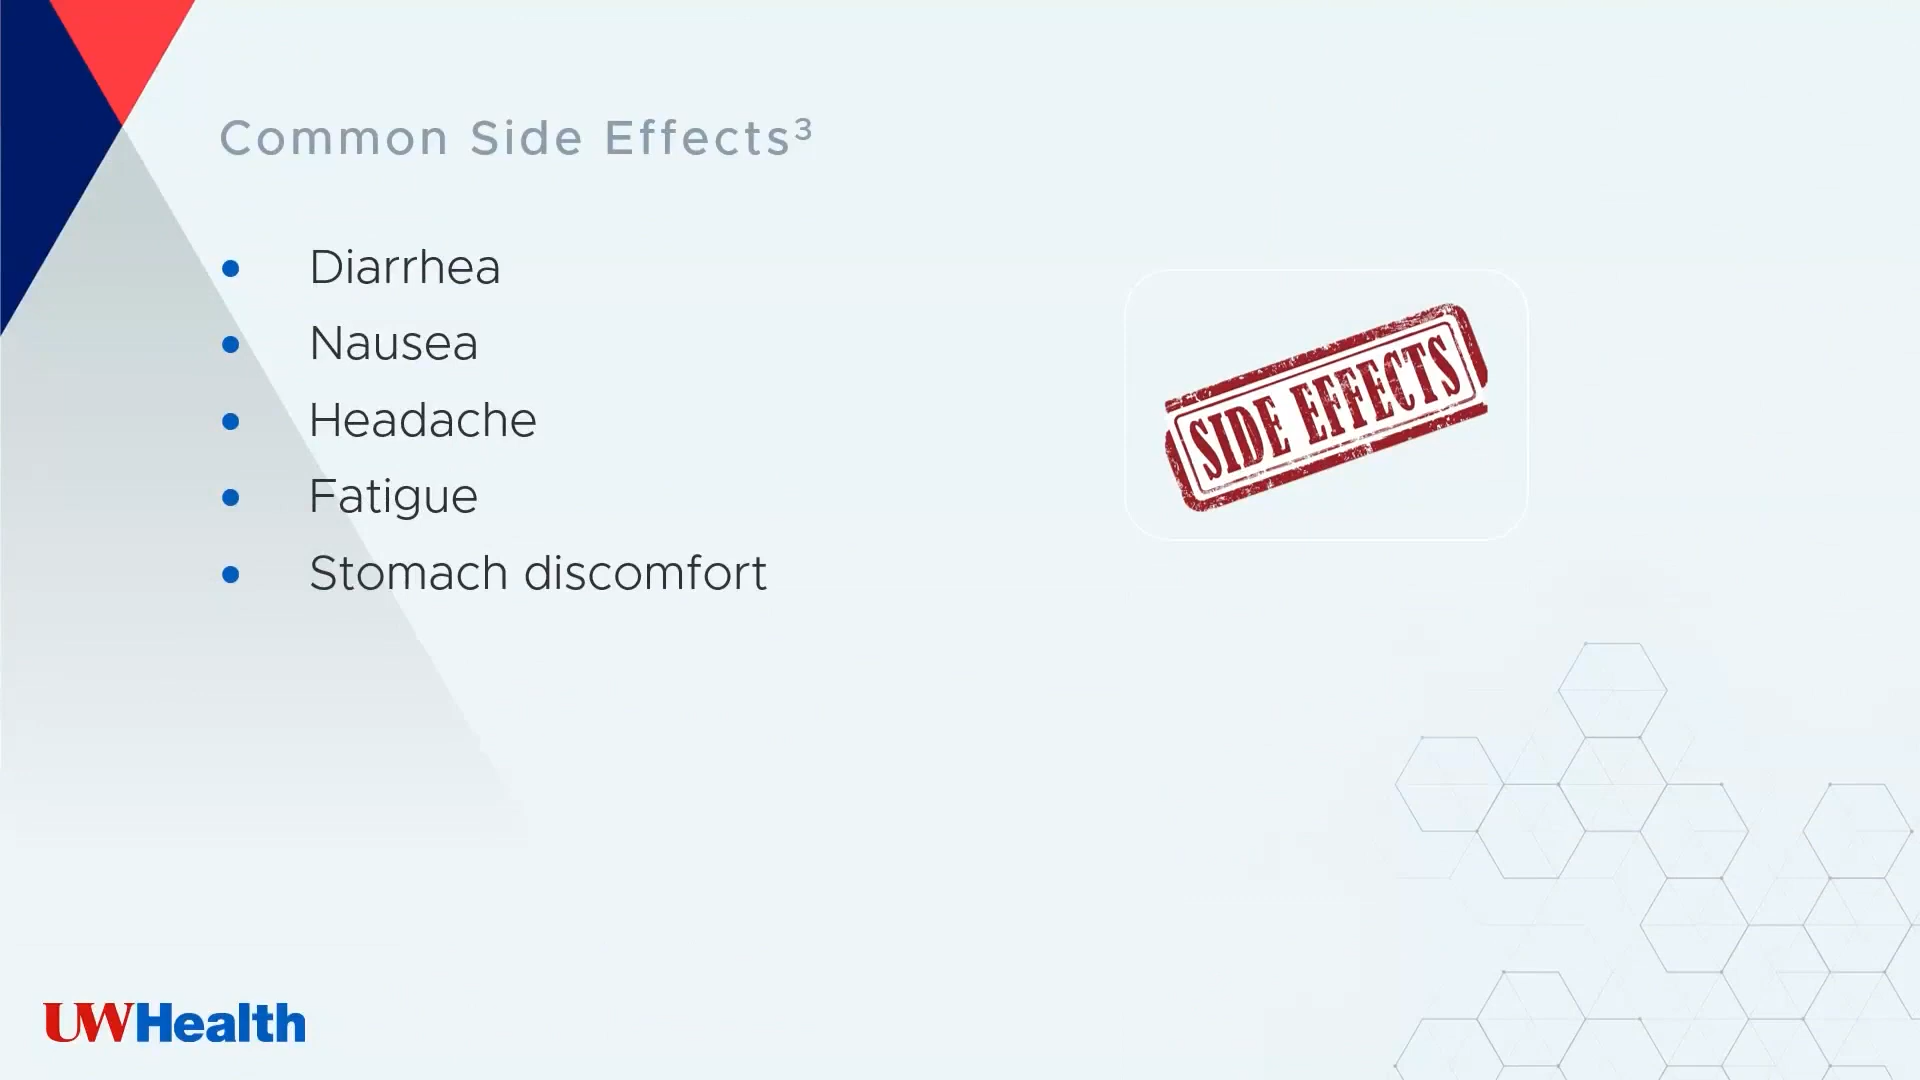 Common Side Effects³
• Diarrhea
• Nausea
• Headache
• Fatigue
• Stomach discomfort
SIDE EFFECTS
UWHealth